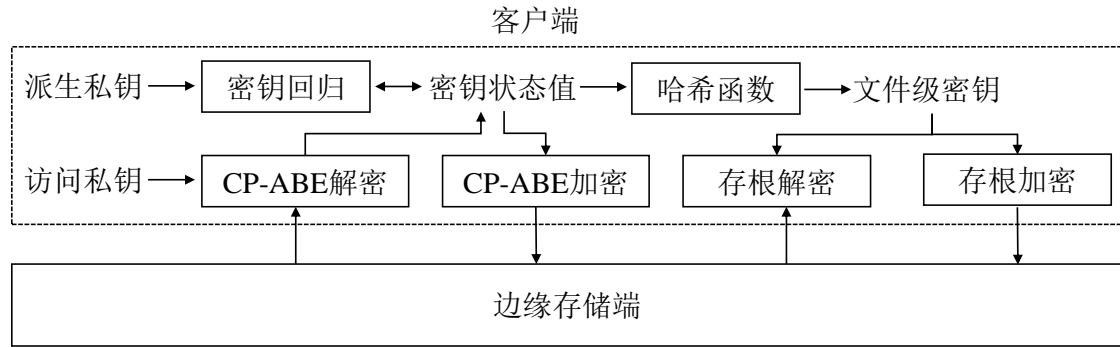 客户端
派生私钥
密钥回归
密钥状态值
哈希函数
文件级密钥
访问私钥
CP-ABE解密
CP-ABE加密
存根解密
存根加密
边缘存储端